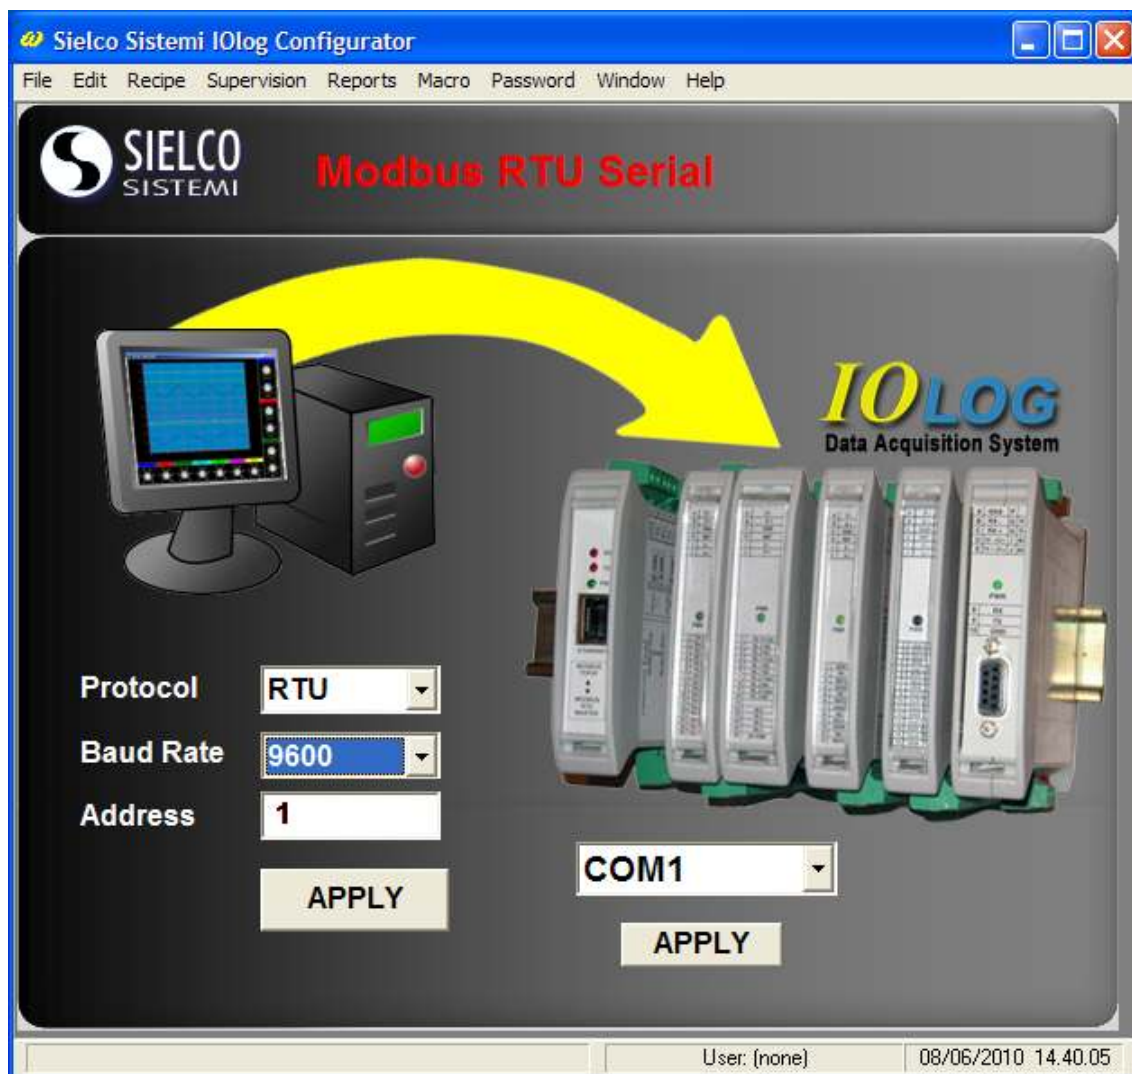 Sielco Sistemi IOlog Configurator
File Edit Recipe Supervision Reports Macro Password Window Help
SIELCO
SISTEMI
Modbus RTU Serial
IOLOG
Data Acquisition System
Protocol RTU
Baud Rate 9600
Address 1
APPLY
COM1
APPLY
User: (none) 08/06/2010 14.40.05